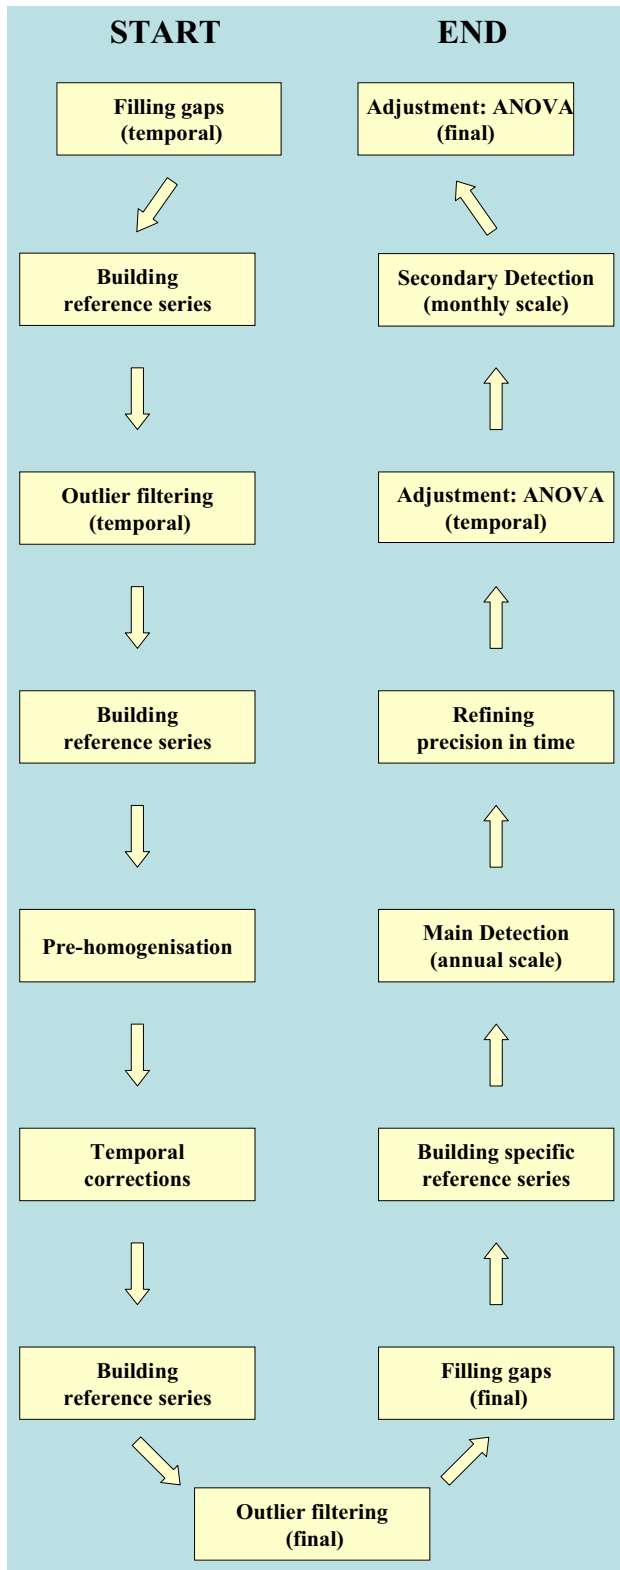 START
END
Filling gaps
(temporal)
Building
reference series
Outlier filtering
(temporal)
Building
reference series
Pre-homogenisation
Temporal
corrections
Building
reference series
Outlier filtering
(final)
Filling gaps
(final)
Building specific
reference series
Main Detection
(annual scale)
Refining
precision in time
Adjustment: ANOVA
(temporal)
Secondary Detection
(monthly scale)
Adjustment: ANOVA
(final)